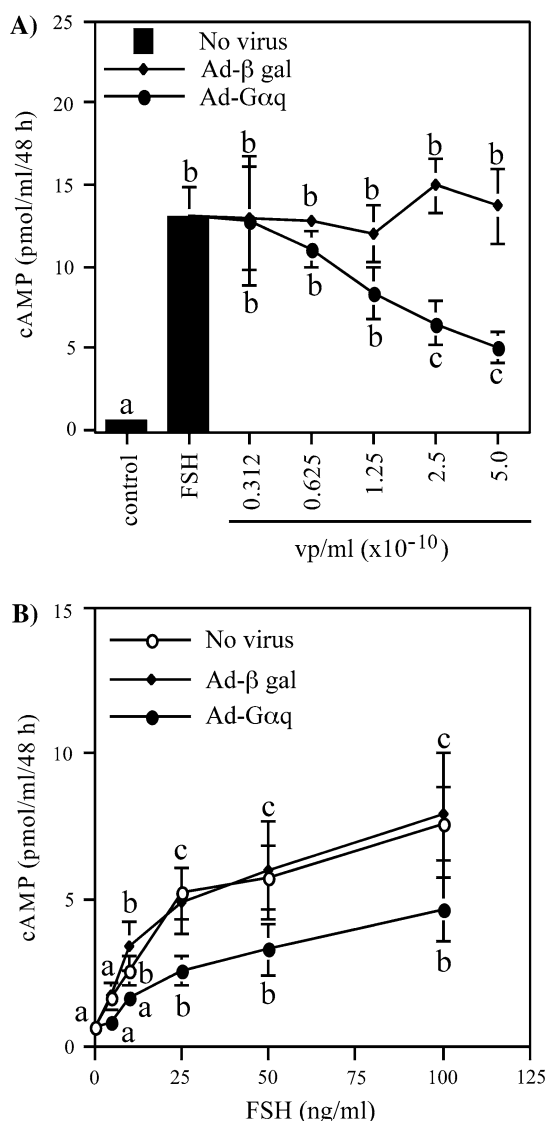 A)
25
20
15
10
5
0
cAMP (pmol/ml/48 h)
No virus
Ad-β gal
Ad-Gαq
a
b
b
b
b
b
b
b
b
b
c
c
control
FSH
0.312
0.625
1.25
2.5
5.0
vp/ml (x10⁻¹⁰)
B)
15
10
5
0
cAMP (pmol/ml/48 h)
No virus
Ad-β gal
Ad-Gαq
a
a
b
c
c
c
b
a
a
b
b
b
0
25
50
75
100
125
FSH (ng/ml)